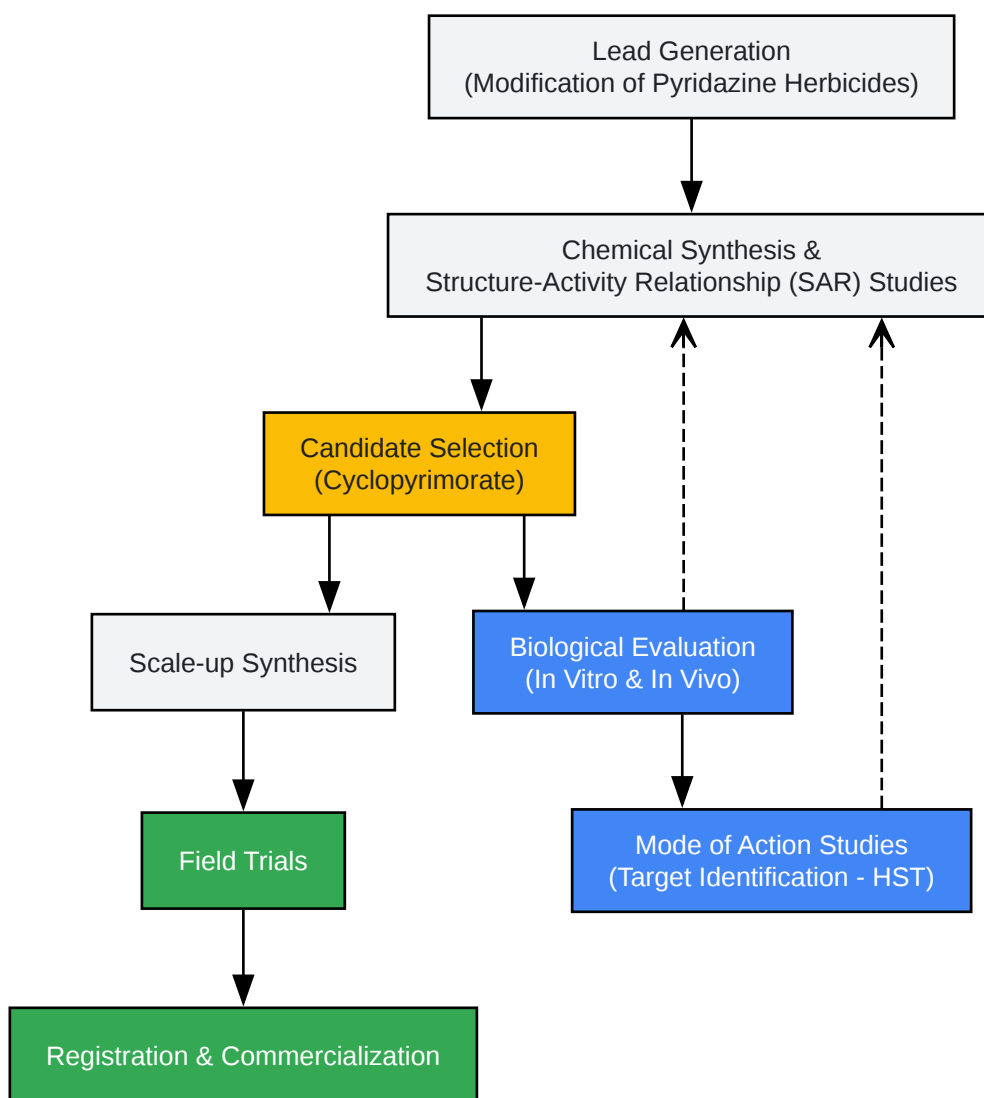 Lead Generation
(Modification of Pyridazine Herbicides)
Chemical Synthesis &
Structure-Activity Relationship (SAR) Studies
Candidate Selection
(Cyclopyrimorate)
Scale-up Synthesis
Biological Evaluation
(In Vitro & In Vivo)
Field Trials
Mode of Action Studies
(Target Identification - HST)
Registration & Commercialization